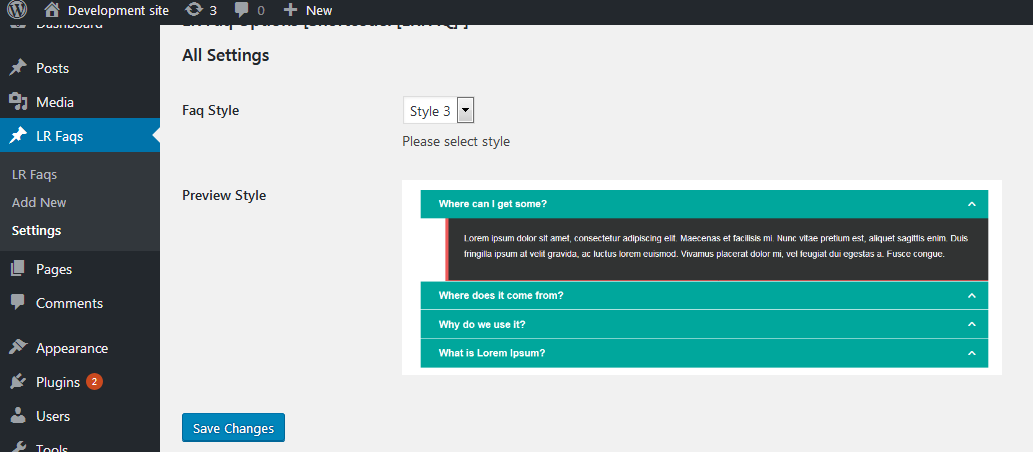 Development site 3 0 New
Dashboard
Posts
Media
LR Faqs
LR Faqs
Add New
Settings
Pages
Comments
Appearance
Plugins 2
Users
Tools
All Settings
Faq Style
Style 3
Please select style
Preview Style
Where can I get some?
Lorem ipsum dolor sit amet, consectetur adipiscing elit. Maecenas et facilisis mi. Nunc vitae pretium est, aliquet sagittis enim. Duis
fringilla ipsum at velit gravida, ac luctus lorem euismod. Vivamus placerat dolor mi, vel feugiat dui egestas a. Fusce congue.
Where does it come from?
Why do we use it?
What is Lorem Ipsum?
Save Changes